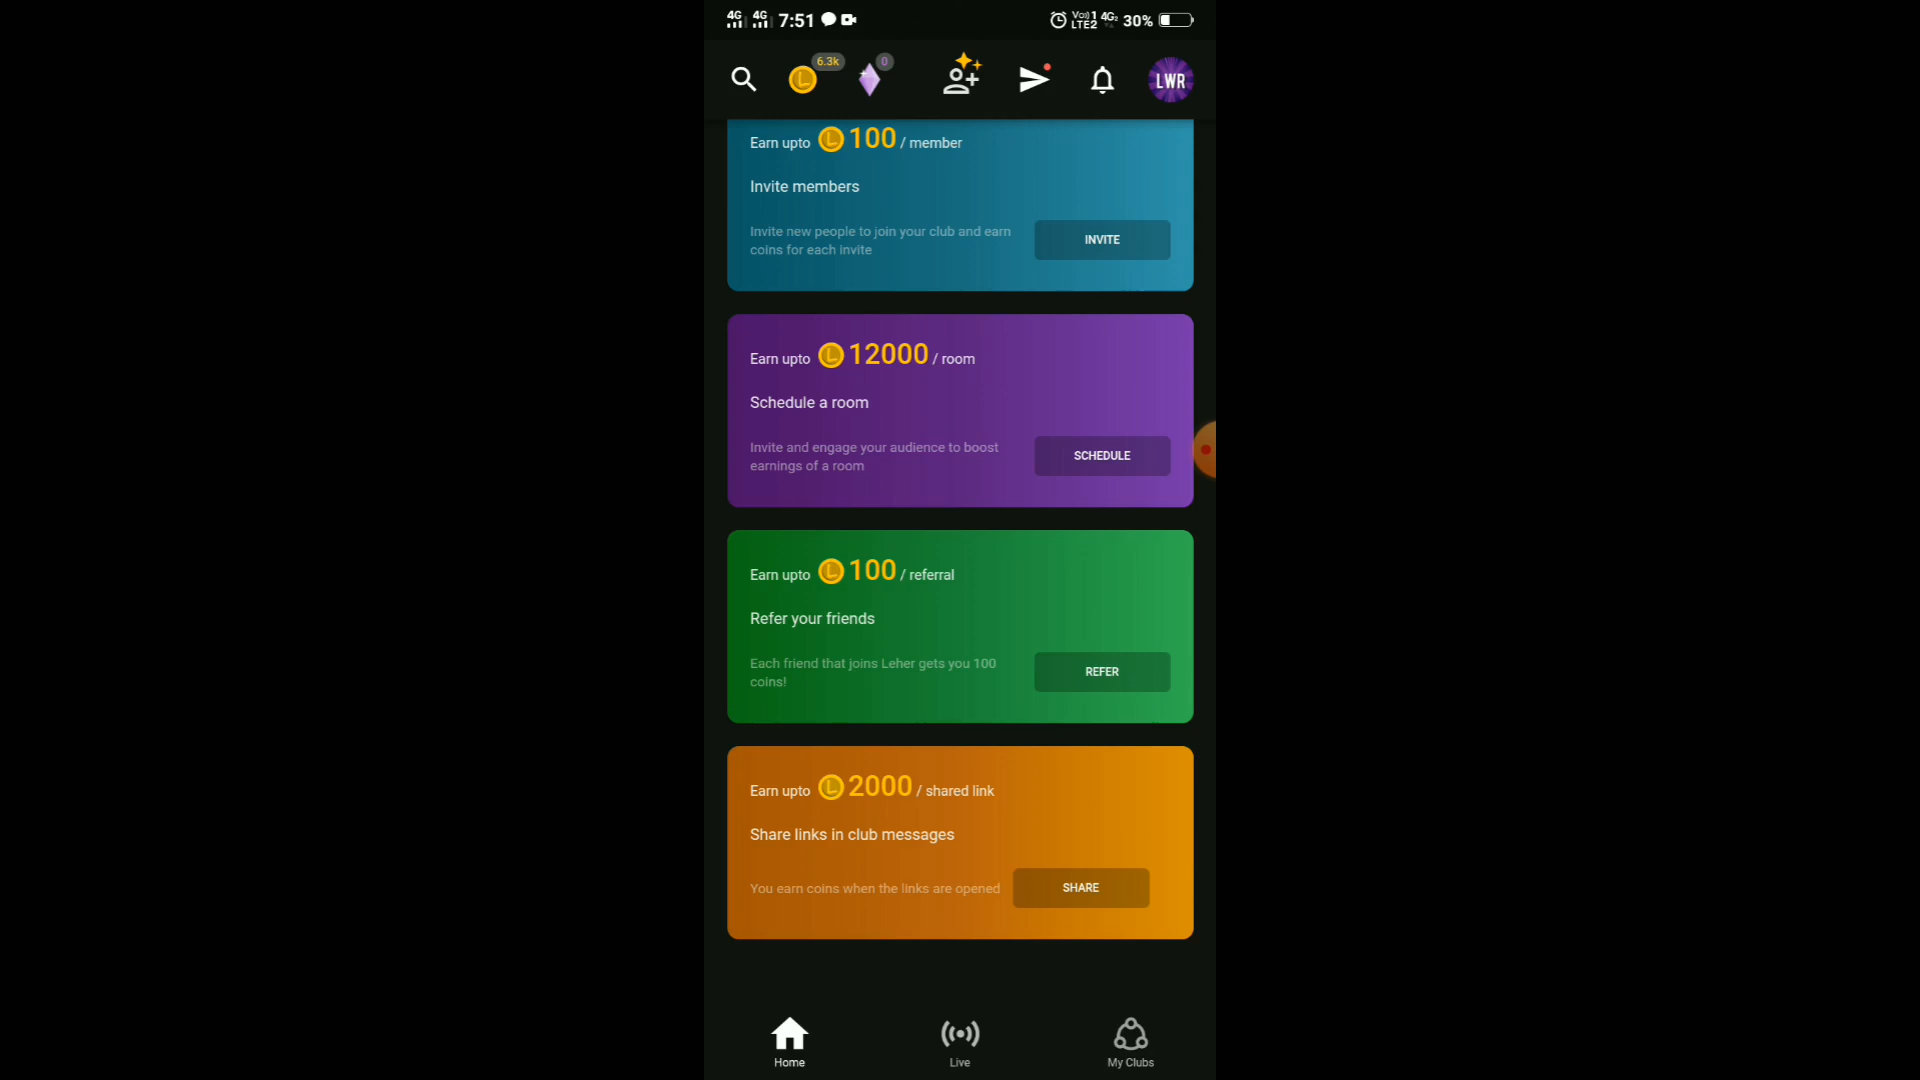 4G 4G 7:51 Vo)) 1 LTE2 4G2 30%
6.3k 0 LWR
Earn upto 100 / member
Invite members
Invite new people to join your club and earn
coins for each invite
INVITE
Earn upto 12000 / room
Schedule a room
Invite and engage your audience to boost
earnings of a room
SCHEDULE
Earn upto 100 / referral
Refer your friends
Each friend that joins Leher gets you 100
coins!
REFER
Earn upto 2000 / shared link
Share links in club messages
You earn coins when the links are opened
SHARE
Home Live My Clubs